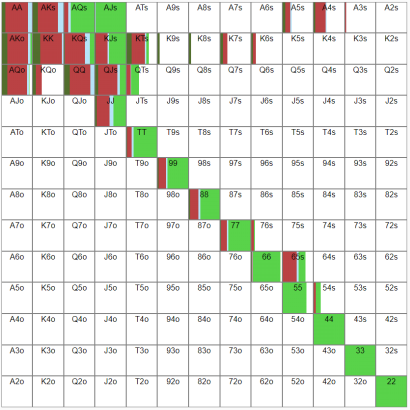 AA AKs AQs AJs ATs A9s A8s A7s A6s A5s A4s A3s A2s
AKo KK KQs KJs KTs K9s K8s K7s K6s K5s K4s K3s K2s
AQo KQo QQ QJs QTs Q9s Q8s Q7s Q6s Q5s Q4s Q3s Q2s
AJo KJo QJo JJ JTs J9s J8s J7s J6s J5s J4s J3s J2s
ATo KTo QTo JTo TT T9s T8s T7s T6s T5s T4s T3s T2s
A9o K9o Q9o J9o T9o 99 98s 97s 96s 95s 94s 93s 92s
A8o K8o Q8o J8o T8o 98o 88 87s 86s 85s 84s 83s 82s
A7o K7o Q7o J7o T7o 97o 87o 77 76s 75s 74s 73s 72s
A6o K6o Q6o J6o T6o 96o 86o 76o 66 65s 64s 63s 62s
A5o K5o Q5o J5o T5o 95o 85o 75o 65o 55 54s 53s 52s
A4o K4o Q4o J4o T4o 94o 84o 74o 64o 54o 44 43s 42s
A3o K3o Q3o J3o T3o 93o 83o 73o 63o 53o 43o 33 32s
A2o K2o Q2o J2o T2o 92o 82o 72o 62o 52o 42o 32o 22